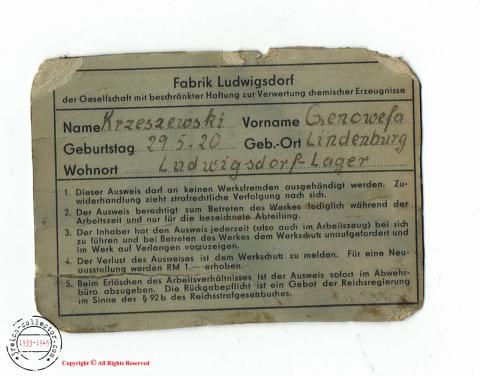 Fabrik Ludwigsdorf
der Gesellschaft mit beschränkter Haftung zur Verwertung chemischer Erzeugnisse
Name Krzeszewski Vorname Genowefa
Geburtstag 29.5.20 Geb.-Ort Lindenburg
Wohnort Ludwigsdorf-Lager
1. Dieser Ausweis darf an keinen Werksfremden ausgehändigt werden. Zu-
widerhandlung zieht strafrechtliche Verfolgung nach sich.
2. Der Ausweis berechtigt zum Betreten des Werkes lediglich während der
Arbeitszeit und nur für die bezeichnete Abteilung.
3. Der Inhaber hat den Ausweis jederzeit (also auch im Arbeitszeug) bei sich
zu führen und bei Betreten des Werkes dem Werkschutz unaufgefordert und
im Werk auf Verlangen vorzuzeigen.
4. Der Verlust des Ausweises ist dem Werkschutz zu melden. Für eine Neu-
ausstellung werden RM 1.— erhoben.
5. Beim Erlöschen des Arbeitsverhältnisses ist der Ausweis sofort im Abwehr-
büro abzugeben. Die Rückgabepflicht ist ein Gebot der Reichsregierung
im Sinne des § 92b des Reichsstrafgesetzbuches.
3reich-collector.com
1933-1945
Copyright © All Rights Reserved